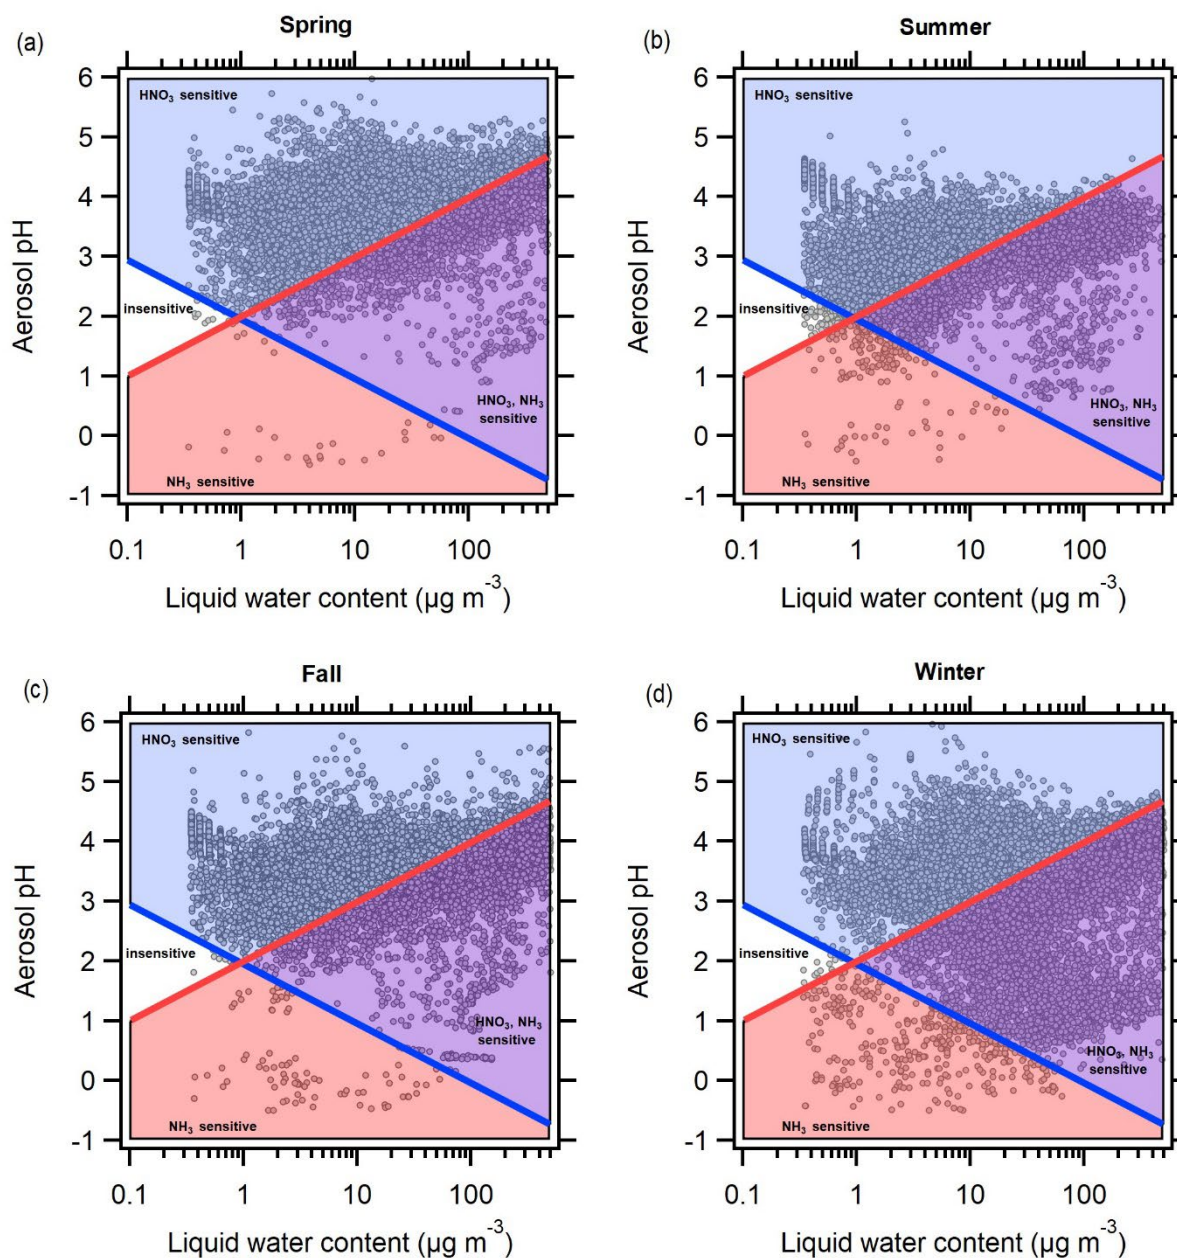 (a)
Spring
6
5
4
3
2
1
0
-1
Aerosol pH
HNO₃ sensitive
insensitive
HNO₃, NH₃
sensitive
NH₃ sensitive
0.1 1 10 100
Liquid water content (µg m⁻³)
(b)
Summer
6
5
4
3
2
1
0
-1
Aerosol pH
HNO₃ sensitive
insensitive
HNO₃, NH₃
sensitive
NH₃ sensitive
0.1 1 10 100
Liquid water content (µg m⁻³)
(c)
Fall
6
5
4
3
2
1
0
-1
Aerosol pH
HNO₃ sensitive
insensitive
HNO₃, NH₃
sensitive
NH₃ sensitive
0.1 1 10 100
Liquid water content (µg m⁻³)
(d)
Winter
6
5
4
3
2
1
0
-1
Aerosol pH
HNO₃ sensitive
insensitive
HNO₃, NH₃
sensitive
NH₃ sensitive
0.1 1 10 100
Liquid water content (µg m⁻³)